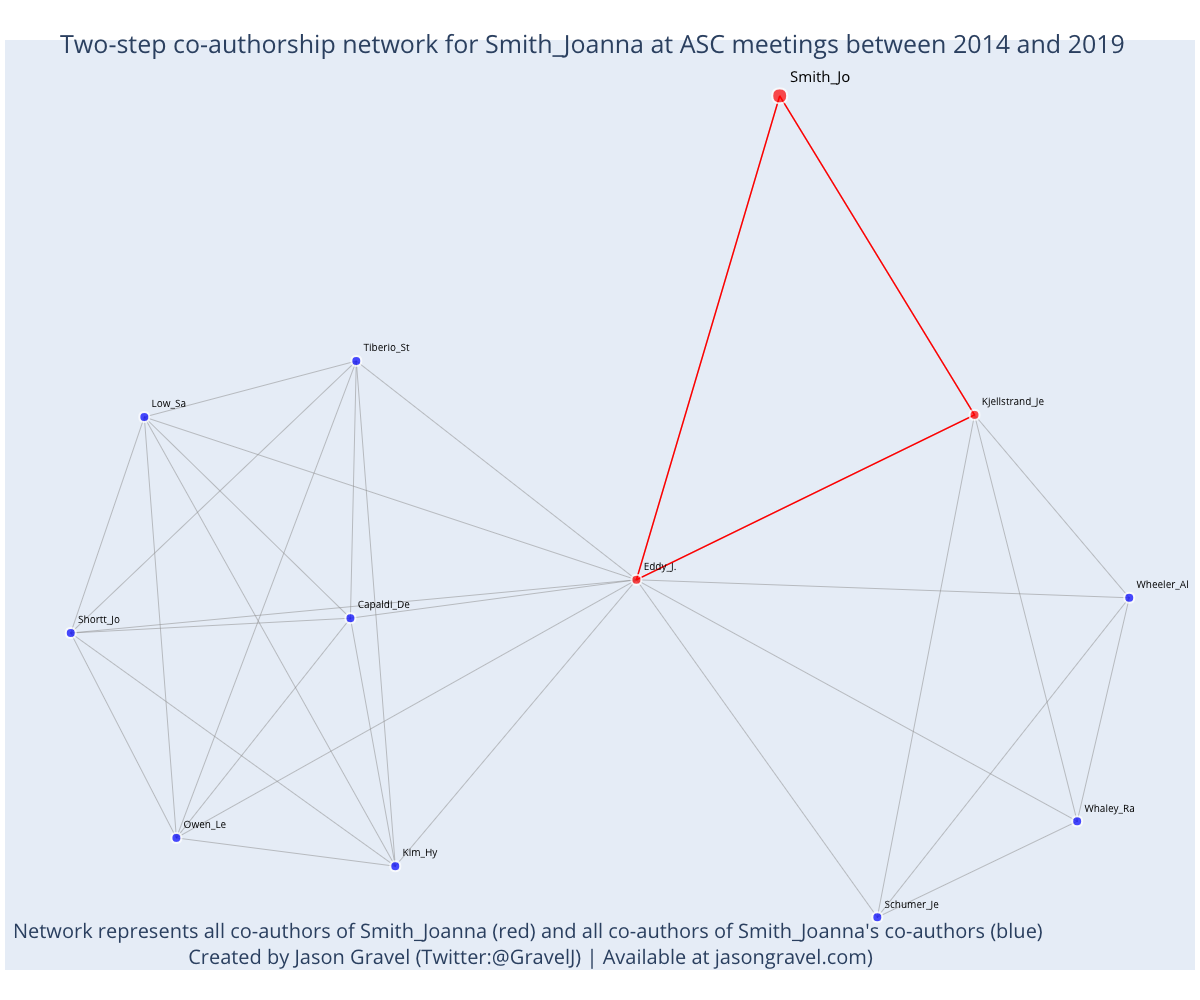 Two-step co-authorship network for Smith_Joanna at ASC meetings between 2014 and 2019
Smith_Jo
Tiberio_St
Low_Sa
Kjellstrand_Je
Eddy_J.
Wheeler_Al
Capaldi_De
Shortt_Jo
Whaley_Ra
Owen_Le
Kim_Hy
Schumer_Je
Network represents all co-authors of Smith_Joanna (red) and all co-authors of Smith_Joanna's co-authors (blue)
Created by Jason Gravel (Twitter:@GravelJ) | Available at jasongravel.com)